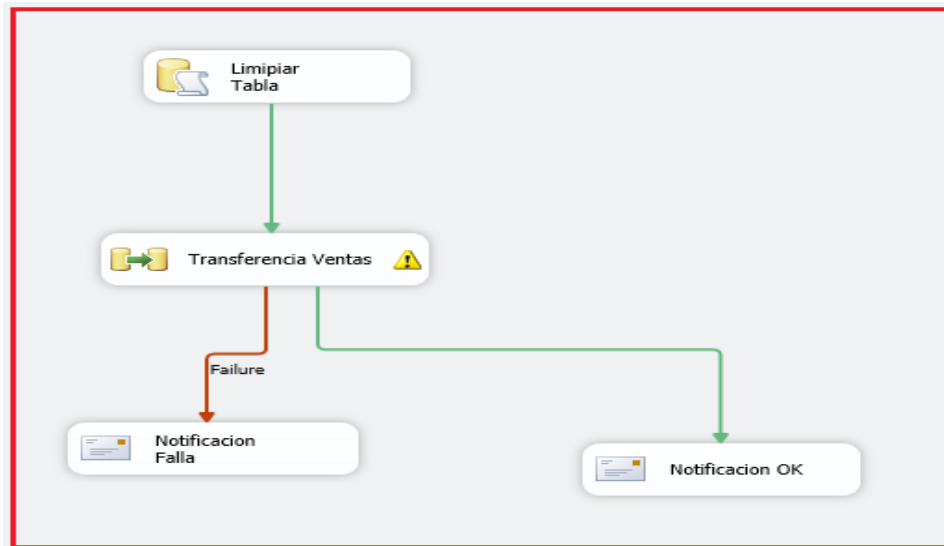 Limipiar
Tabla
Transferencia Ventas
Failure
Notificacion
Falla
Notificacion OK